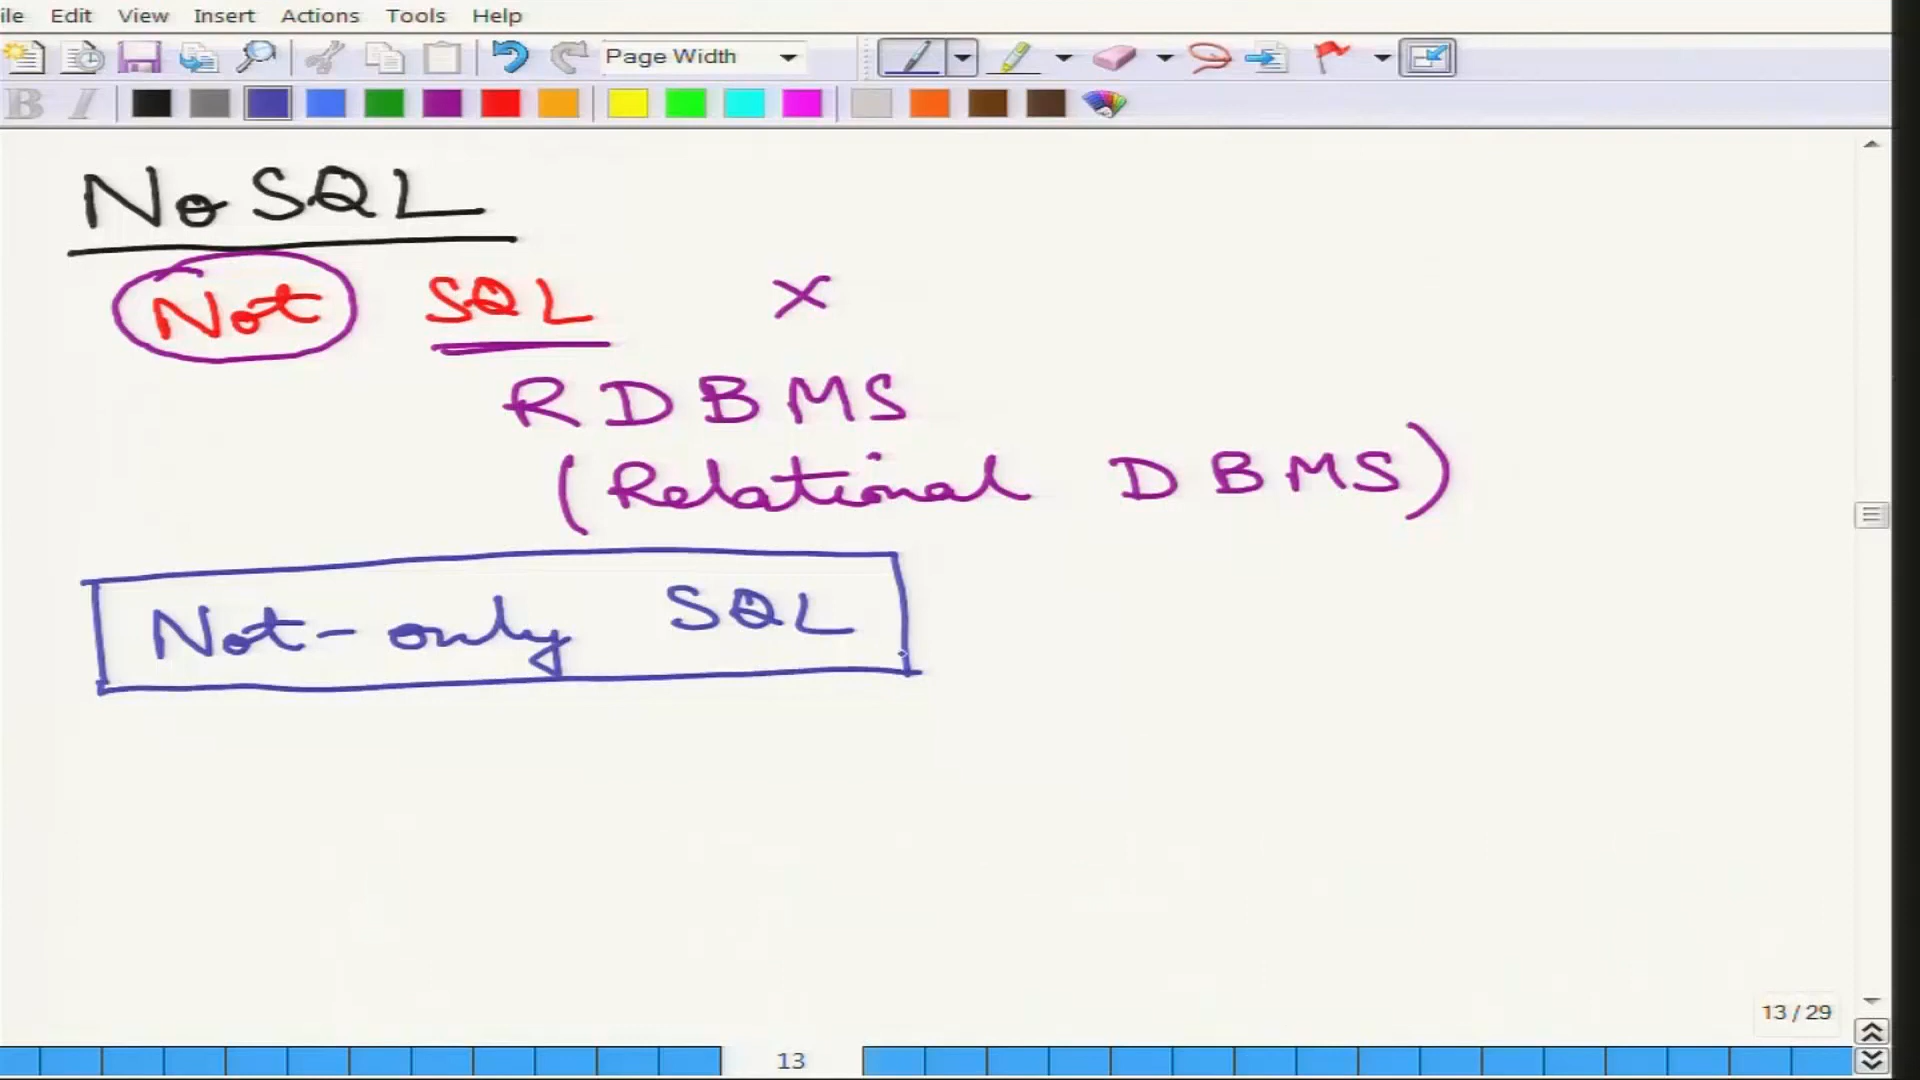 ile Edit View Insert Actions Tools Help
Page Width
B I
NoSQL
Not SQL x
RDBMS
(Relational DBMS)
Not-only SQL
13 / 29
13